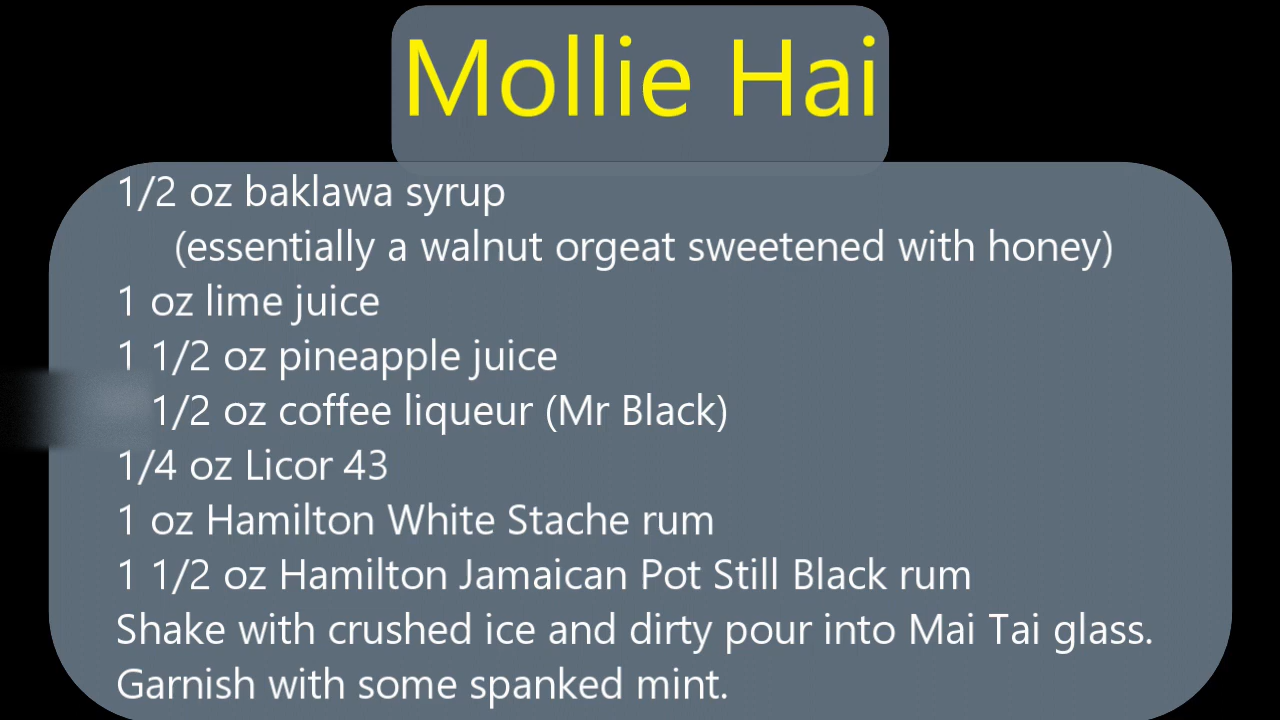 Mollie Hai
1/2 oz baklawa syrup
(essentially a walnut orgeat sweetened with honey)
1 oz lime juice
1 1/2 oz pineapple juice
1/2 oz coffee liqueur (Mr Black)
1/4 oz Licor 43
1 oz Hamilton White Stache rum
1 1/2 oz Hamilton Jamaican Pot Still Black rum
Shake with crushed ice and dirty pour into Mai Tai glass.
Garnish with some spanked mint.